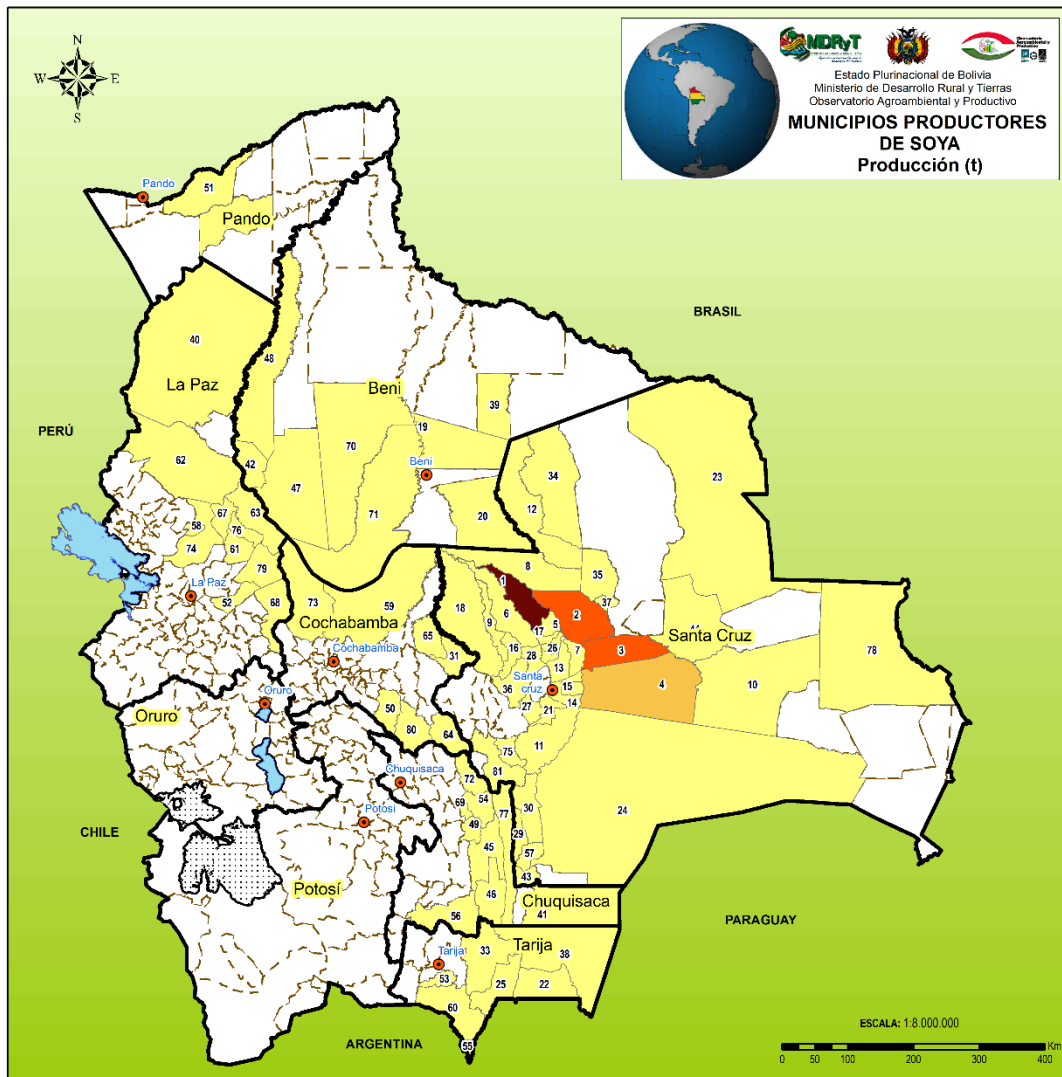 N
W
E
S
MDRyT
Estado Plurinacional de Bolivia
Ministerio de Desarrollo Rural y Tierras
Observatorio Agroambiental y Productivo
MUNICIPIOS PRODUCTORES
DE SOYA
Producción (t)
Pando
51
Pando
BRASIL
40
48
La Paz
Beni
39
PERÚ
19
70
62
42
47
Beni
34
23
71
12
20
67
63
58
76
74
61
79
8
35
1
La Paz
52
68
73
59
18
6
2
37
9
5
Cochabamba
17
Santa Cruz
65
16
28
26
7
3
78
Cochabamba
31
13
10
36
Santa
cruz
15
4
Oruro
50
27
21
14
Oruro
80
64
11
75
Chuquisaca
72
81
Potosí
69
54
30
24
77
CHILE
49
29
45
57
43
Potosí
46
Chuquisaca
56
41
PARAGUAY
Tarija
33
Tarija
38
53
25
22
60
ESCALA: 1:8.000.000
ARGENTINA
55
Km
0 50 100 200 300 400